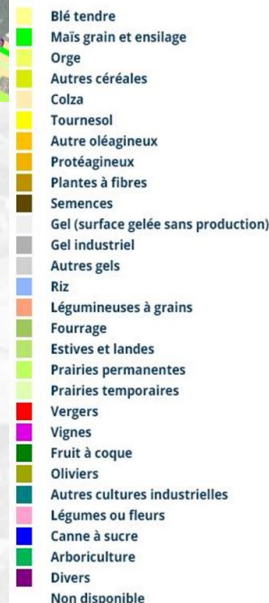 Blé tendre
Maïs grain et ensilage
Orge
Autres céréales
Colza
Tournesol
Autre oléagineux
Protéagineux
Plantes à fibres
Semences
Gel (surface gelée sans production)
Gel industriel
Autres gels
Riz
Légumineuses à grains
Fourrage
Estives et landes
Prairies permanentes
Prairies temporaires
Vergers
Vignes
Fruit à coque
Oliviers
Autres cultures industrielles
Légumes ou fleurs
Canne à sucre
Arboriculture
Divers
Non disponible